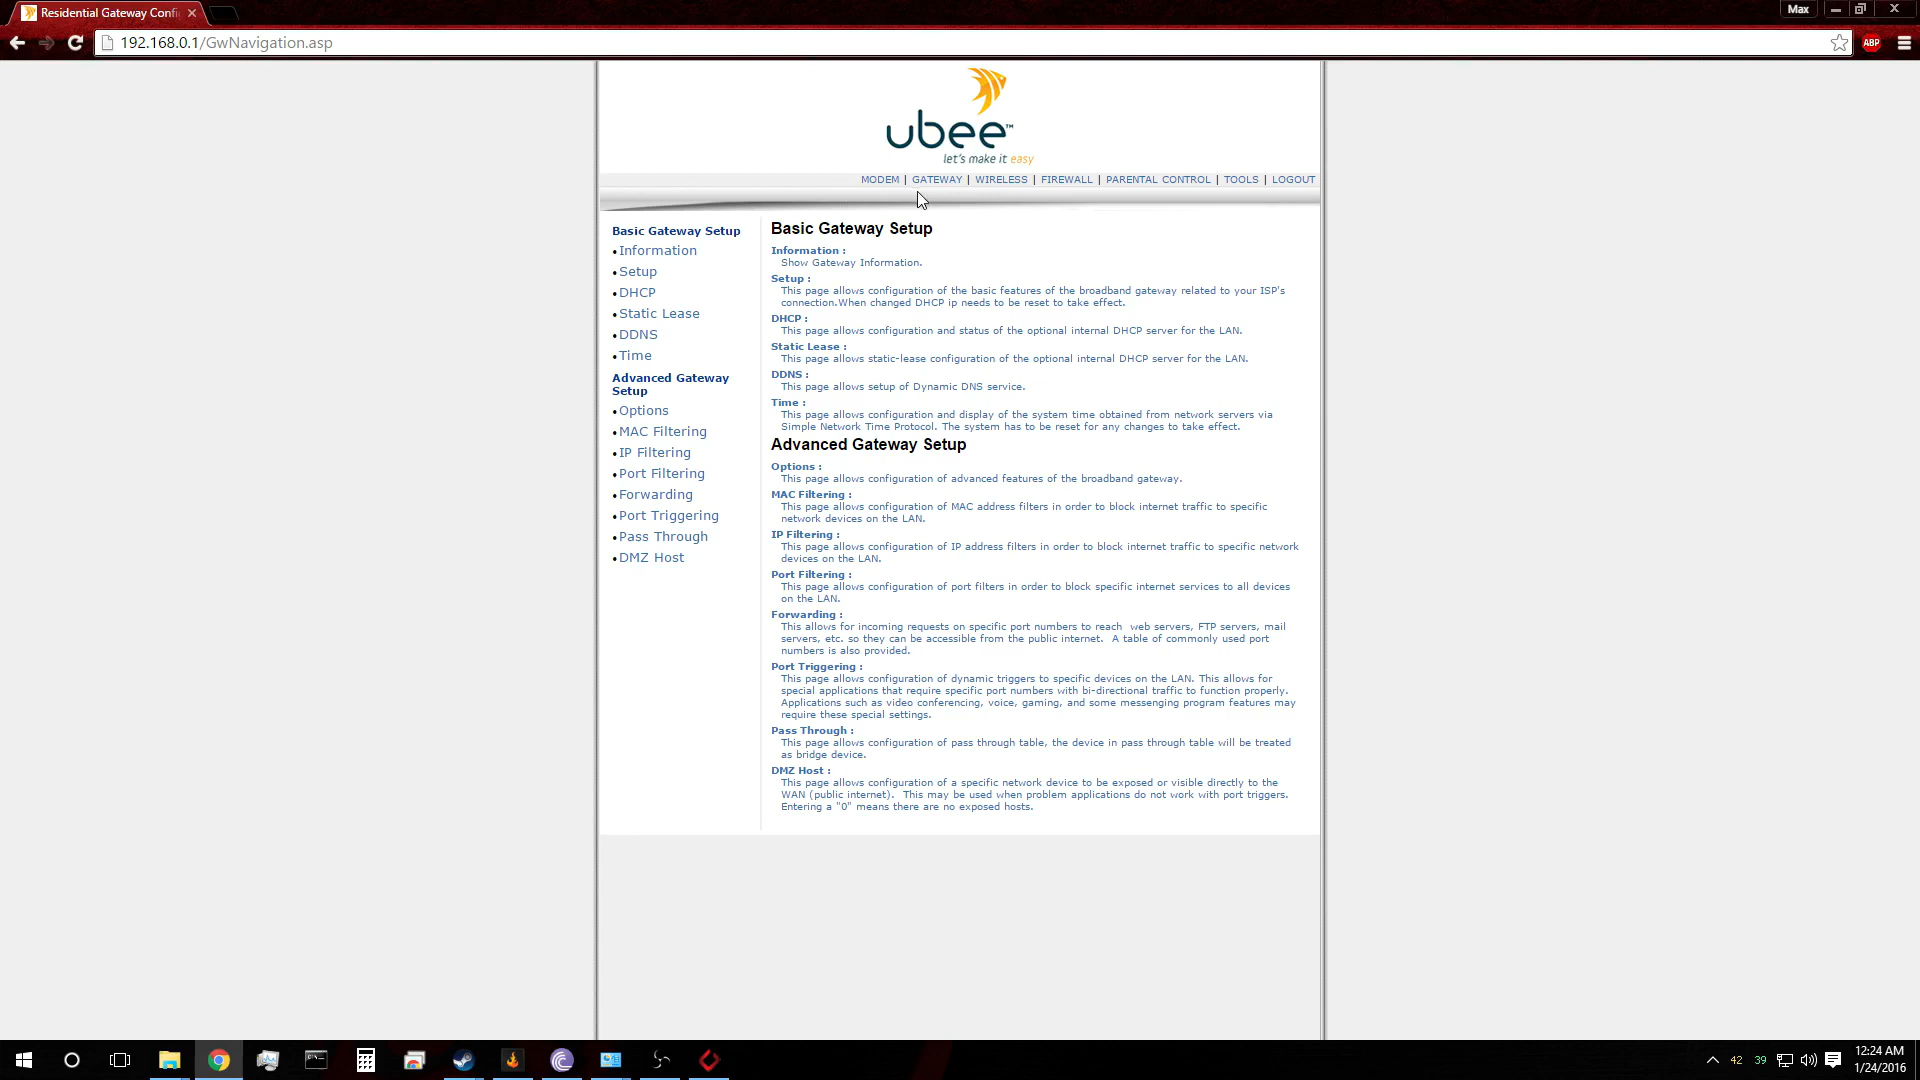 Residential Gateway Confi
Max
192.168.0.1/GwNavigation.asp
ABP
ubee™
let's make it easy
MODEM | GATEWAY | WIRELESS | FIREWALL | PARENTAL CONTROL | TOOLS | LOGOUT
Basic Gateway Setup
•Information
•Setup
•DHCP
•Static Lease
•DDNS
•Time
Advanced Gateway
Setup
•Options
•MAC Filtering
•IP Filtering
•Port Filtering
•Forwarding
•Port Triggering
•Pass Through
•DMZ Host
Basic Gateway Setup
Information :
Show Gateway Information.
Setup :
This page allows configuration of the basic features of the broadband gateway related to your ISP's
connection.When changed DHCP ip needs to be reset to take effect.
DHCP :
This page allows configuration and status of the optional internal DHCP server for the LAN.
Static Lease :
This page allows static-lease configuration of the optional internal DHCP server for the LAN.
DDNS :
This page allows setup of Dynamic DNS service.
Time :
This page allows configuration and display of the system time obtained from network servers via
Simple Network Time Protocol. The system has to be reset for any changes to take effect.
Advanced Gateway Setup
Options :
This page allows configuration of advanced features of the broadband gateway.
MAC Filtering :
This page allows configuration of MAC address filters in order to block internet traffic to specific
network devices on the LAN.
IP Filtering :
This page allows configuration of IP address filters in order to block internet traffic to specific network
devices on the LAN.
Port Filtering :
This page allows configuration of port filters in order to block specific internet services to all devices
on the LAN.
Forwarding :
This allows for incoming requests on specific port numbers to reach web servers, FTP servers, mail
servers, etc. so they can be accessible from the public internet. A table of commonly used port
numbers is also provided.
Port Triggering :
This page allows configuration of dynamic triggers to specific devices on the LAN. This allows for
special applications that require specific port numbers with bi-directional traffic to function properly.
Applications such as video conferencing, voice, gaming, and some messenging program features may
require these special settings.
Pass Through :
This page allows configuration of pass through table, the device in pass through table will be treated
as bridge device.
DMZ Host :
This page allows configuration of a specific network device to be exposed or visible directly to the
WAN (public internet). This may be used when problem applications do not work with port triggers.
Entering a "0" means there are no exposed hosts.
42 39
12:24 AM
1/24/2016